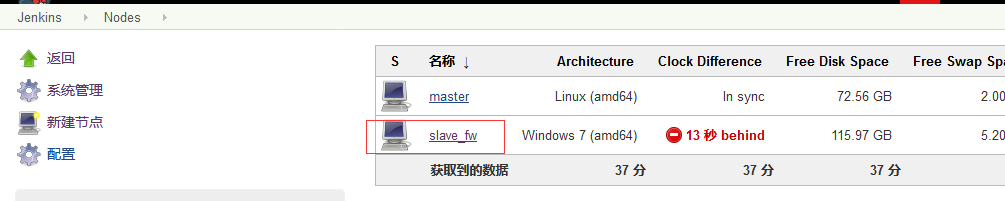 Jenkins Nodes
返回
系统管理
新建节点
配置
S 名称 ↓ Architecture Clock Difference Free Disk Space Free Swap Spa
master Linux (amd64) In sync 72.56 GB 2.00
slave_fw Windows 7 (amd64) 13 秒 behind 115.97 GB 5.20
获取到的数据 37 分 37 分 37 分